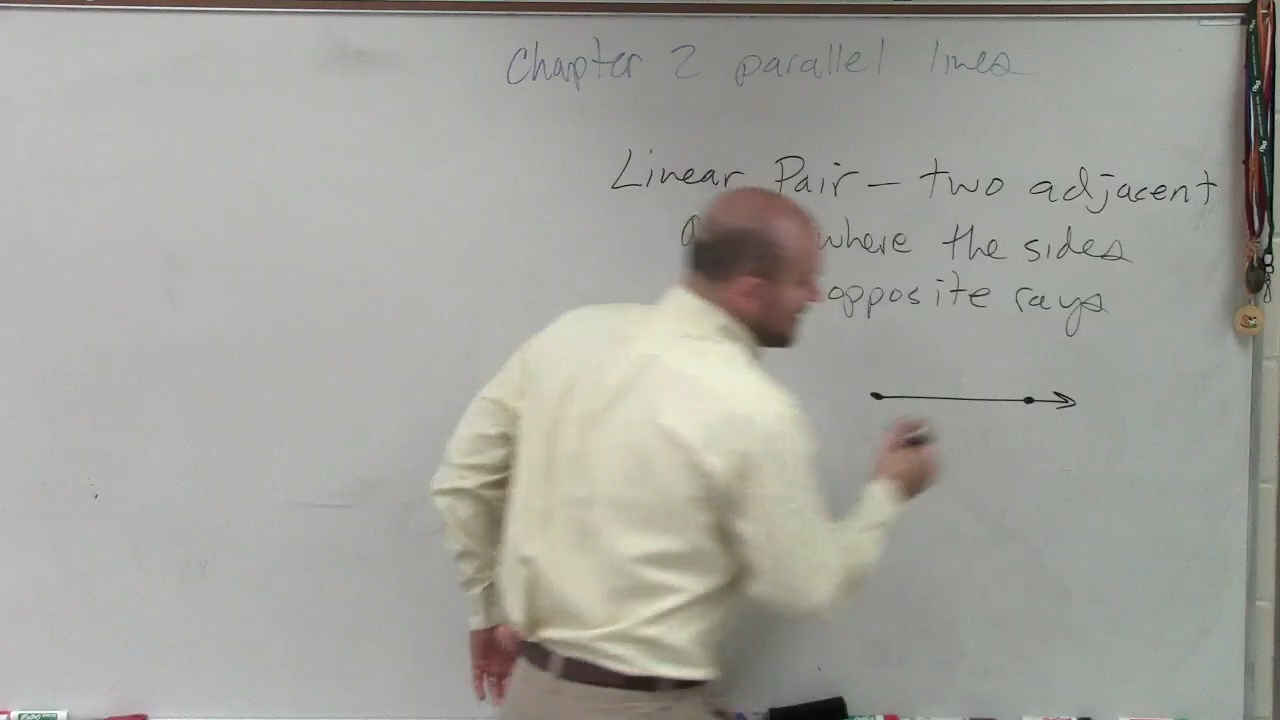 Chapter 2 parallel lines
Linear Pair – two adjacent
where the sides
opposite rays